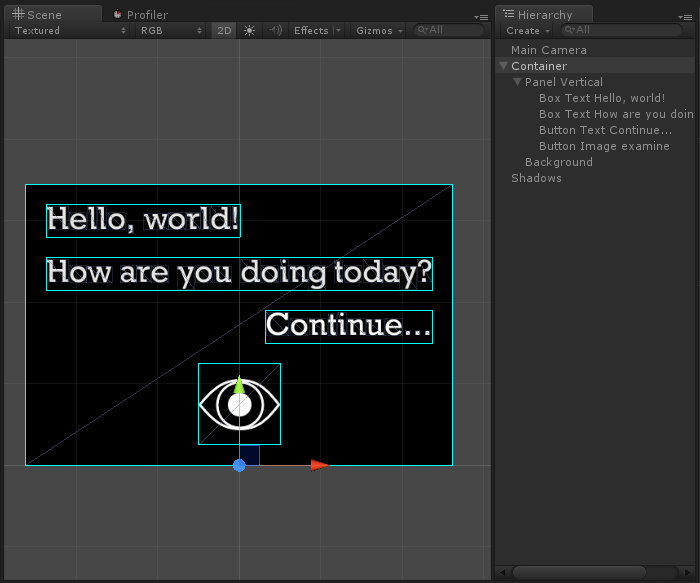 Scene
Profiler
Hierarchy
Textured
RGB
2D
Effects
Gizmos
All
Create
All
Main Camera
Container
Panel Vertical
Box Text Hello, world!
Box Text How are you doin
Button Text Continue...
Button Image examine
Background
Shadows
Hello, world!
How are you doing today?
Continue...